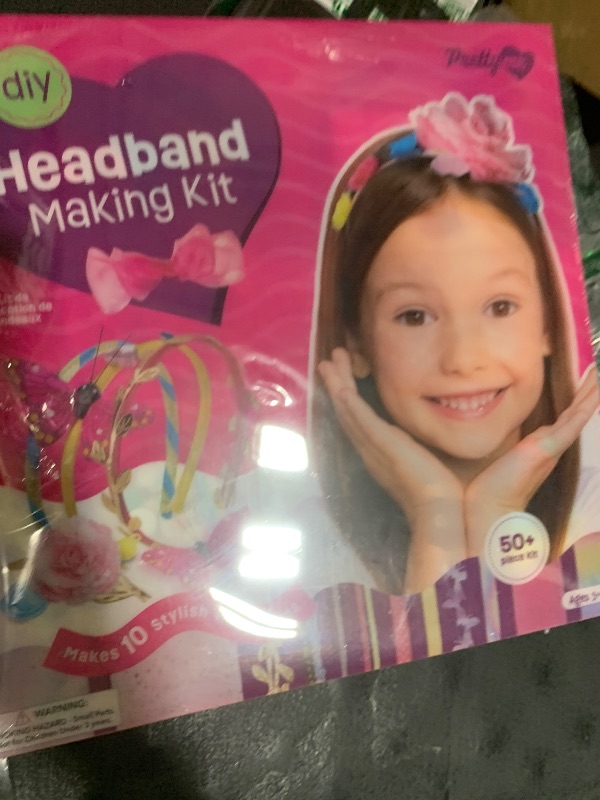 diy
Pretty me
Headband
Making Kit
50+
piece kit
Makes 10 stylish
WARNING:
CHOKING HAZARD - Small Parts
Not for Children Under 3 years.